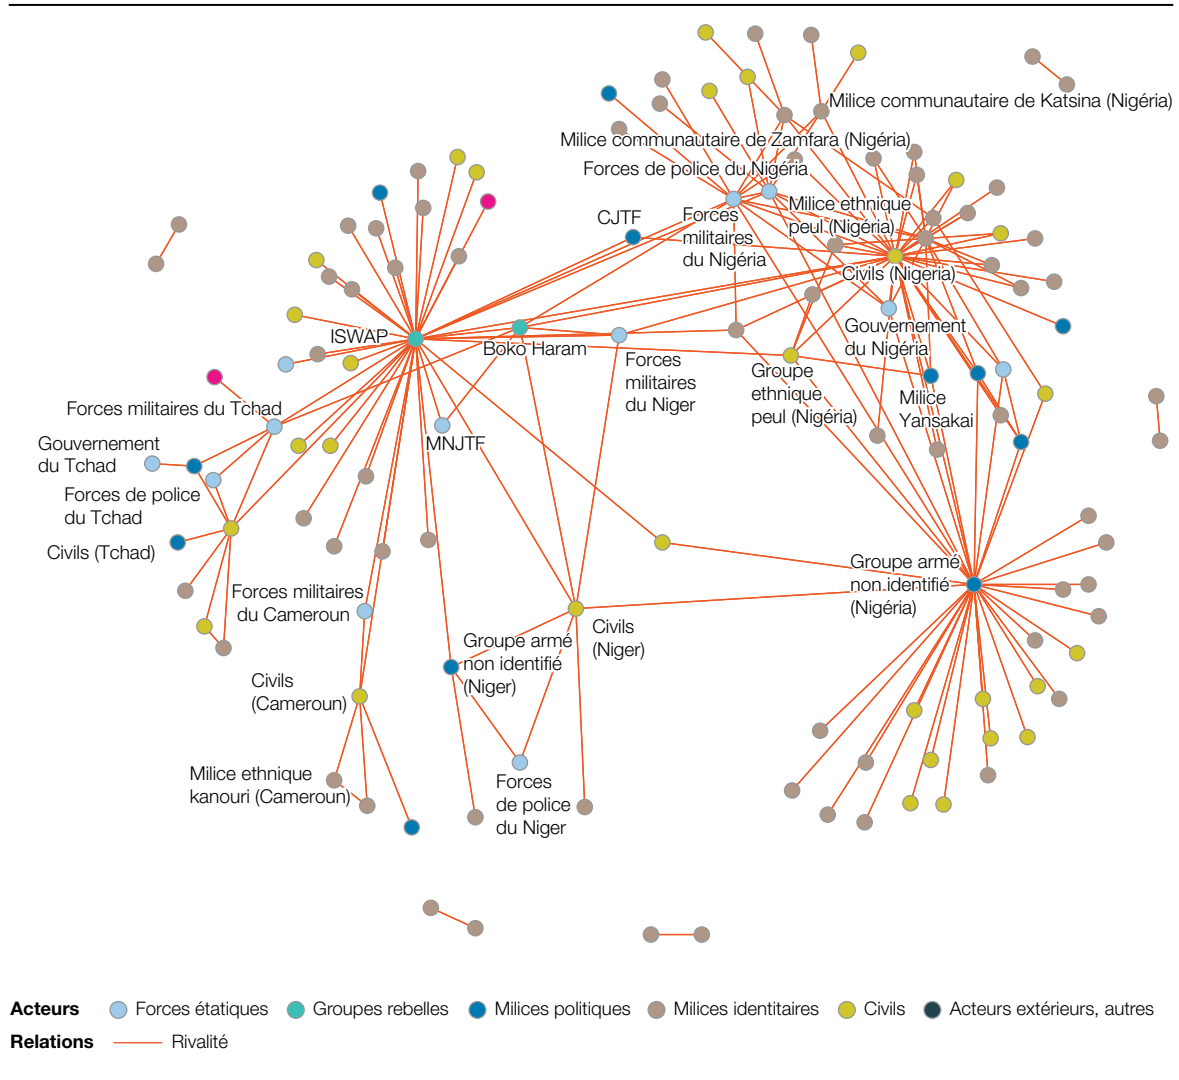 Milice communautaire de Katsina (Nigéria)
Milice communautaire de Zamfara (Nigéria)
Forces de police du Nigéria
Milice ethnique
peul (Nigéria)
CJTF
Forces
militaires
du Nigéria
Civils (Nigeria)
Gouvernement
du Nigéria
ISWAP
Boko Haram
Forces
militaires
du Niger
Groupe
ethnique
peul (Nigéria)
Milice
Yansakai
Forces militaires du Tchad
MNJTF
Gouvernement
du Tchad
Forces de police
du Tchad
Civils (Tchad)
Forces militaires
du Cameroun
Groupe armé
non identifié
(Nigéria)
Groupe armé
non identifié
(Niger)
Civils
(Niger)
Civils
(Cameroun)
Milice ethnique
kanouri (Cameroun)
Forces
de police
du Niger
Acteurs Forces étatiques Groupes rebelles Milices politiques Milices identitaires Civils Acteurs extérieurs, autres
Relations Rivalité